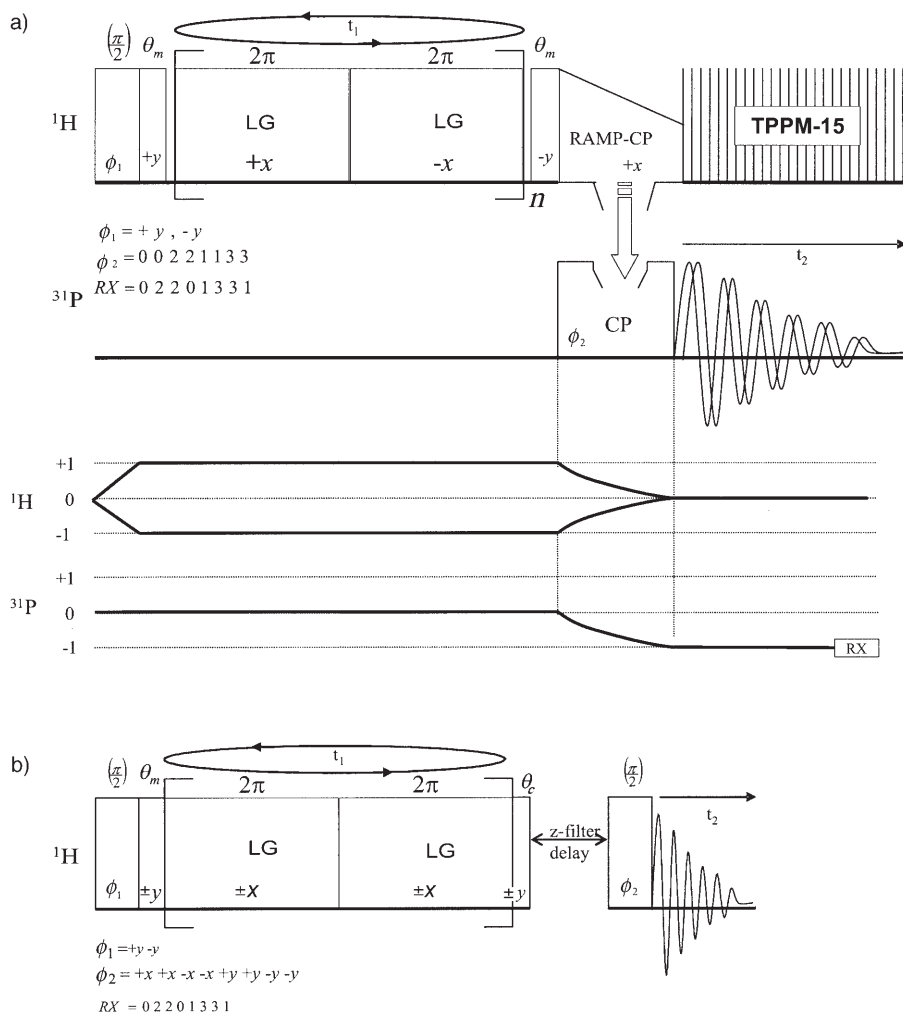 a)
(π/2) θm 2π t1 2π θm
1H
LG LG
RAMP-CP
TPPM-15
ϕ1 +y +x -x -y +x
n
ϕ1 = + y , - y
ϕ2 = 0 0 2 2 1 1 3 3
RX = 0 2 2 0 1 3 3 1
t2
31P
CP
ϕ2
+1
1H 0
-1
+1
31P 0
-1 RX
b)
(π/2) θm 2π t1 2π θc (π/2)
t2
1H
LG LG
z-filter
delay
ϕ1 ±y ±x ±x ±y ϕ2
ϕ1 =+y -y
ϕ2 = +x +x -x -x +y +y -y -y
RX = 0 2 2 0 1 3 3 1